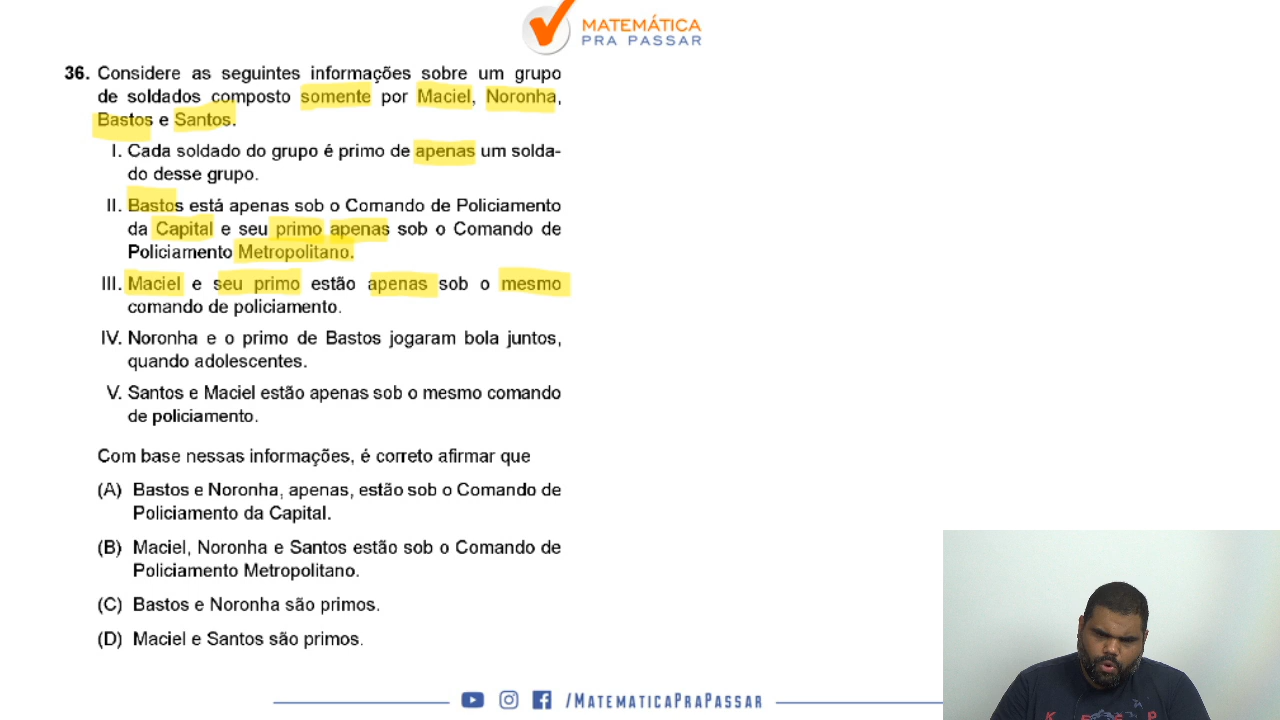 MATEMÁTICA
PRA PASSAR
36. Considere as seguintes informações sobre um grupo
de soldados composto somente por Maciel, Noronha,
Bastos e Santos.
I. Cada soldado do grupo é primo de apenas um solda-
do desse grupo.
II. Bastos está apenas sob o Comando de Policiamento
da Capital e seu primo apenas sob o Comando de
Policiamento Metropolitano.
III. Maciel e seu primo estão apenas sob o mesmo
comando de policiamento.
IV. Noronha e o primo de Bastos jogaram bola juntos,
quando adolescentes.
V. Santos e Maciel estão apenas sob o mesmo comando
de policiamento.
Com base nessas informações, é correto afirmar que
(A) Bastos e Noronha, apenas, estão sob o Comando de
Policiamento da Capital.
(B) Maciel, Noronha e Santos estão sob o Comando de
Policiamento Metropolitano.
(C) Bastos e Noronha são primos.
(D) Maciel e Santos são primos.
/MATEMATICAPRAPASSAR